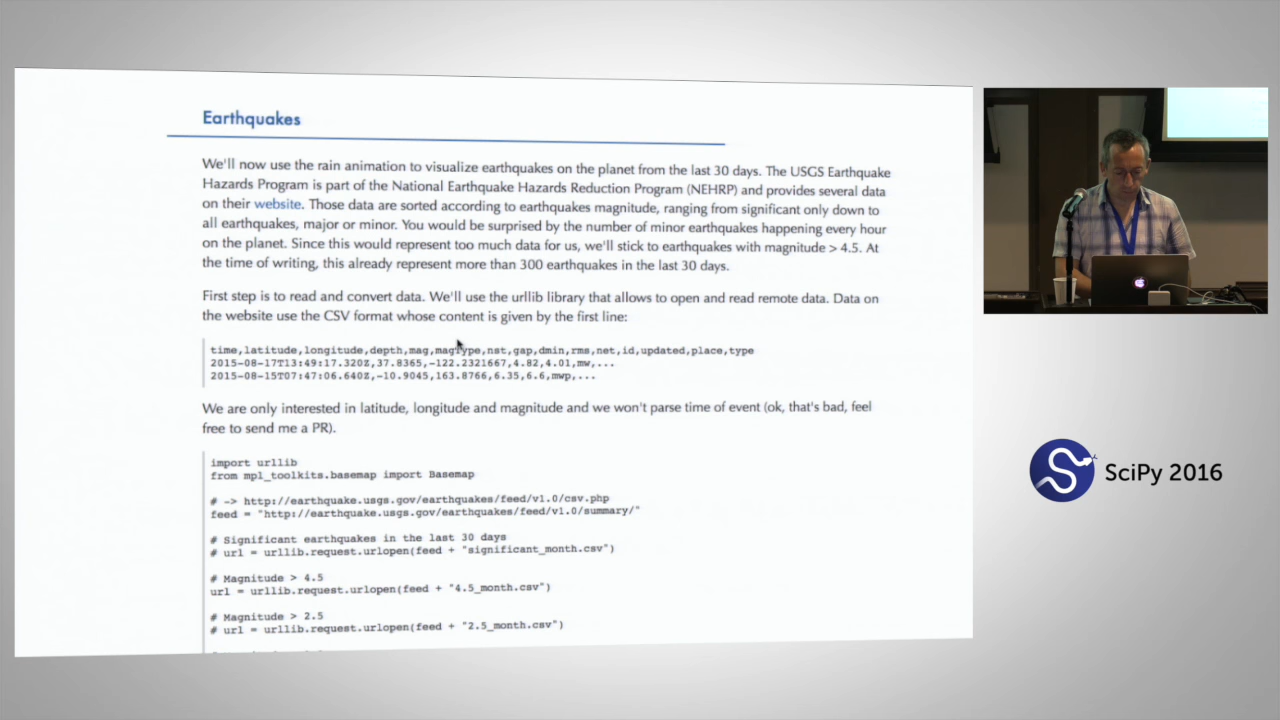 Earthquakes
We'll now use the rain animation to visualize earthquakes on the planet from the last 30 days. The USGS Earthquake
Hazards Program is part of the National Earthquake Hazards Reduction Program (NEHRP) and provides several data
on their website. Those data are sorted according to earthquakes magnitude, ranging from significant only down to
all earthquakes, major or minor. You would be surprised by the number of minor earthquakes happening every hour
on the planet. Since this would represent too much data for us, we'll stick to earthquakes with magnitude > 4.5. At
the time of writing, this already represent more than 300 earthquakes in the last 30 days.
First step is to read and convert data. We'll use the urllib library that allows to open and read remote data. Data on
the website use the CSV format whose content is given by the first line:
time,latitude,longitude,depth,mag,magType,nst,gap,dmin,rms,net,id,updated,place,type
2015-08-17T13:49:17.320Z,37.8365,-122.2321667,4.82,4.01,mw,...
2015-08-15T07:47:06.640Z,-10.9045,163.8766,6.35,6.6,mwp,...
We are only interested in latitude, longitude and magnitude and we won't parse time of event (ok, that's bad, feel
free to send me a PR).
import urllib
from mpl_toolkits.basemap import Basemap
# -> http://earthquake.usgs.gov/earthquakes/feed/v1.0/csv.php
feed = "http://earthquake.usgs.gov/earthquakes/feed/v1.0/summary/"
# Significant earthquakes in the last 30 days
# url = urllib.request.urlopen(feed + "significant_month.csv")
# Magnitude > 4.5
url = urllib.request.urlopen(feed + "4.5_month.csv")
# Magnitude > 2.5
# url = urllib.request.urlopen(feed + "2.5_month.csv")
SciPy 2016